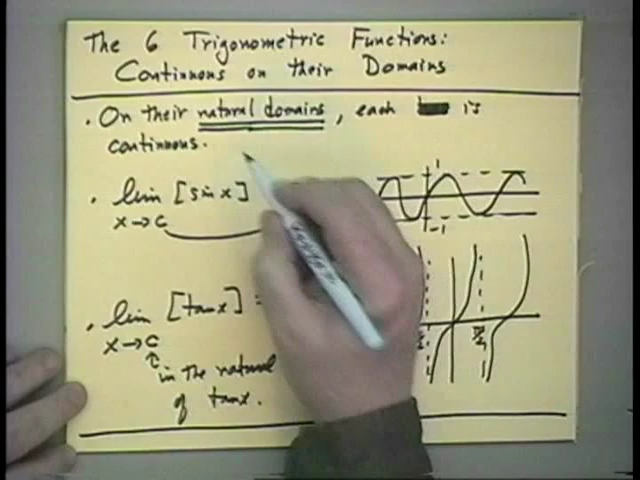 The 6 Trigonometric Functions:
Continuous on their Domains
• On their natural domains, each is
continuous.
• lim [sin x]
x→c
1
-1
• lim [tan x] =
x→c
in the natural
of tan x.